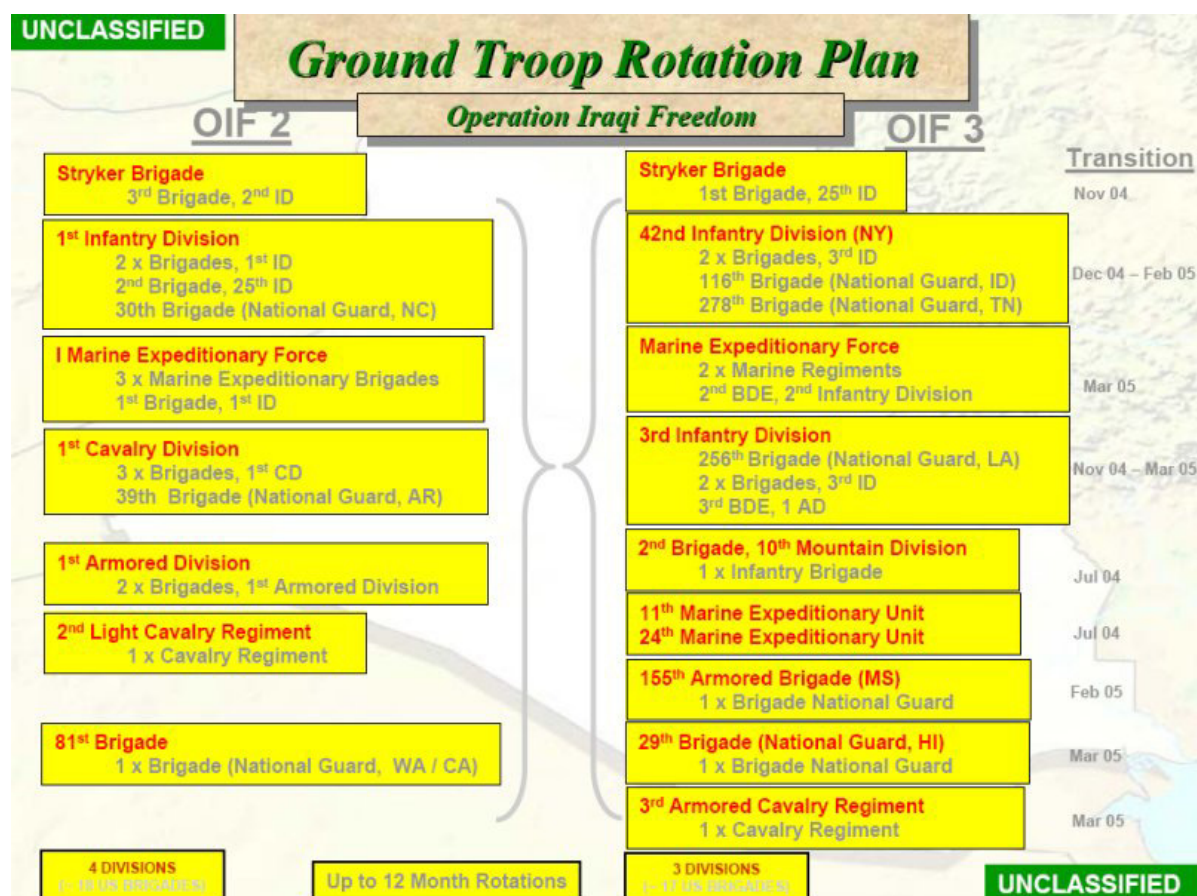 UNCLASSIFIED
Ground Troop Rotation Plan
Operation Iraqi Freedom
OIF 2
Stryker Brigade
3rd Brigade, 2nd ID
1st Infantry Division
2 x Brigades, 1st ID
2nd Brigade, 25th ID
30th Brigade (National Guard, NC)
I Marine Expeditionary Force
3 x Marine Expeditionary Brigades
1st Brigade, 1st ID
1st Cavalry Division
3 x Brigades, 1st CD
39th Brigade (National Guard, AR)
1st Armored Division
2 x Brigades, 1st Armored Division
2nd Light Cavalry Regiment
1 x Cavalry Regiment
81st Brigade
1 x Brigade (National Guard, WA / CA)
OIF 3
Stryker Brigade
1st Brigade, 25th ID
42nd Infantry Division (NY)
2 x Brigades, 3rd ID
116th Brigade (National Guard, ID)
278th Brigade (National Guard, TN)
Marine Expeditionary Force
2 x Marine Regiments
2nd BDE, 2nd Infantry Division
3rd Infantry Division
256th Brigade (National Guard, LA)
2 x Brigades, 3rd ID
3rd BDE, 1 AD
2nd Brigade, 10th Mountain Division
1 x Infantry Brigade
11th Marine Expeditionary Unit
24th Marine Expeditionary Unit
155th Armored Brigade (MS)
1 x Brigade National Guard
29th Brigade (National Guard, HI)
1 x Brigade National Guard
3rd Armored Cavalry Regiment
1 x Cavalry Regiment
Transition
Nov 04
Dec 04 – Feb 05
Mar 05
Nov 04 – Mar 05
Jul 04
Jul 04
Feb 05
Mar 05
Mar 05
4 DIVISIONS
US BRIGADES)
Up to 12 Month Rotations
3 DIVISIONS
(~ 17 US BRIGADES)
UNCLASSIFIED